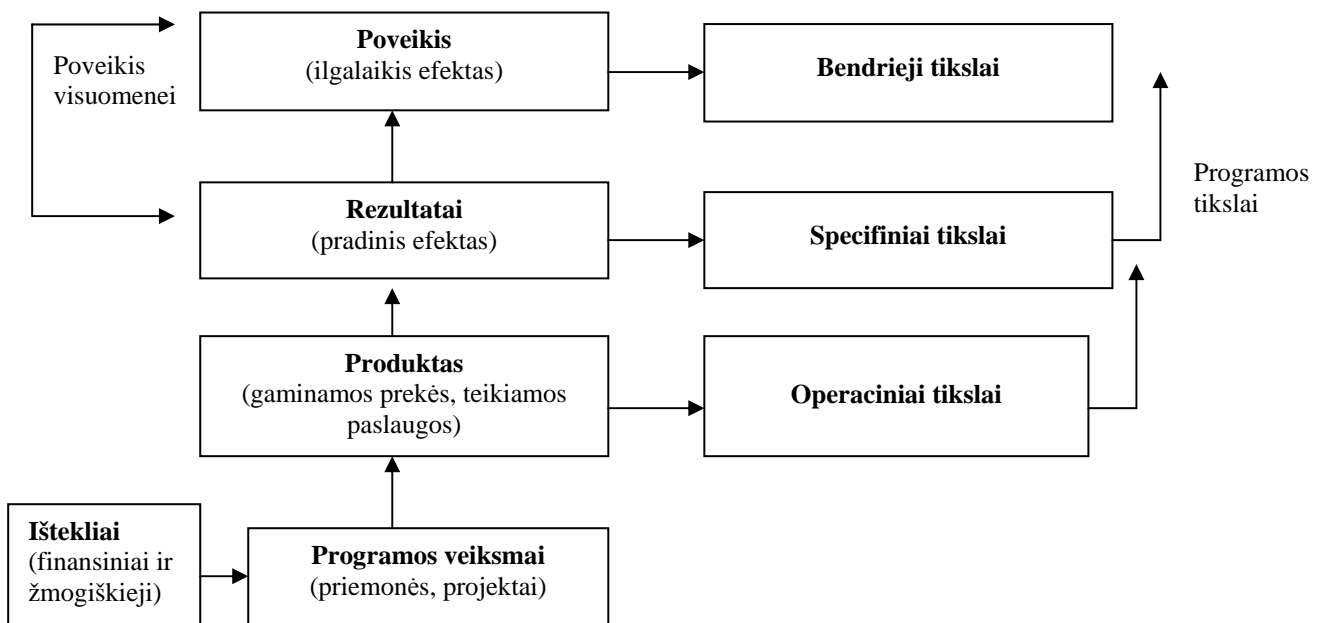 Poveikis
(ilgalaikis efektas)
Bendrieji tikslai
Poveikis
visuomenei
Programos
tikslai
Rezultatai
(pradinis efektas)
Specifiniai tikslai
Produktas
(gaminamos prekės, teikiamos
paslaugos)
Operaciniai tikslai
Ištekliai
(finansiniai ir
žmogiškieji)
Programos veiksmai
(priemonės, projektai)